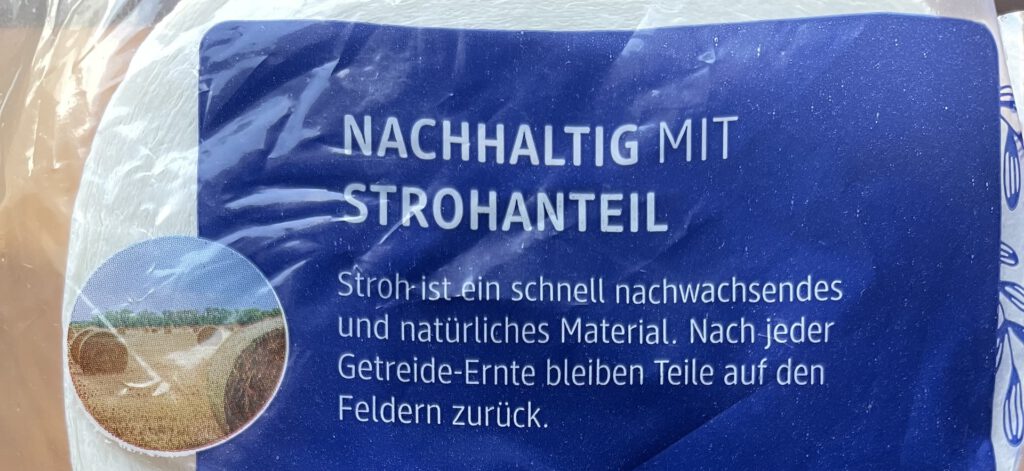 NACHHALTIG MIT
STROHANTEIL
Stroh ist ein schnell nachwachsendes
und natürliches Material. Nach jeder
Getreide-Ernte bleiben Teile auf den
Feldern zurück.